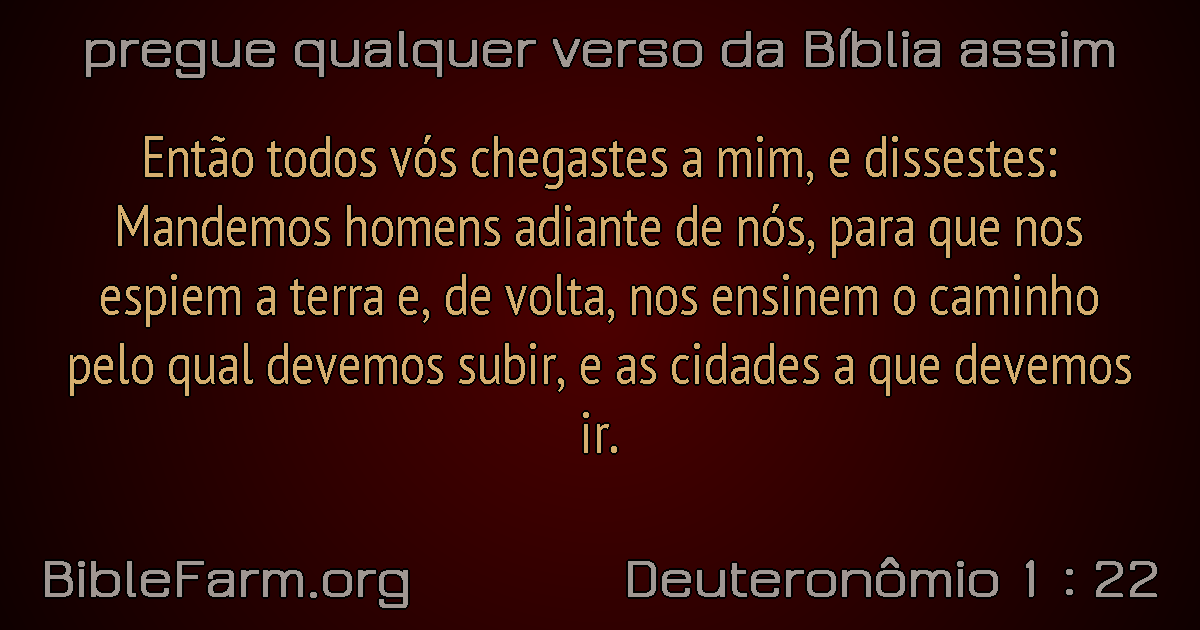 pregue qualquer verso da Bíblia assim
Então todos vós chegastes a mim, e dissestes:
Mandemos homens adiante de nós, para que nos
espiem a terra e, de volta, nos ensinem o caminho
pelo qual devemos subir, e as cidades a que devemos
ir.
BibleFarm.org
Deuteronômio 1 : 22